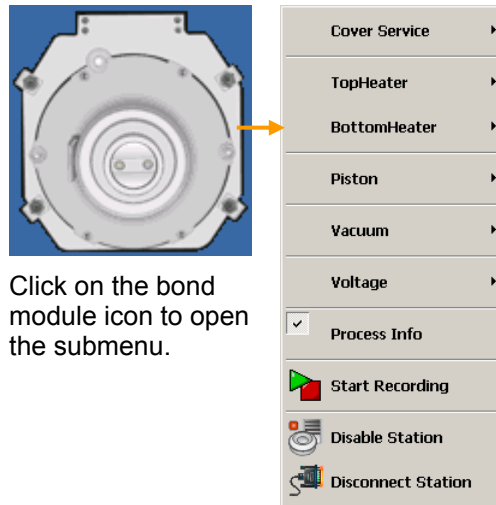 Cover Service
TopHeater
BottomHeater
Piston
Vacuum
Voltage
Process Info
Start Recording
Disable Station
Disconnect Station
Click on the bond
module icon to open
the submenu.